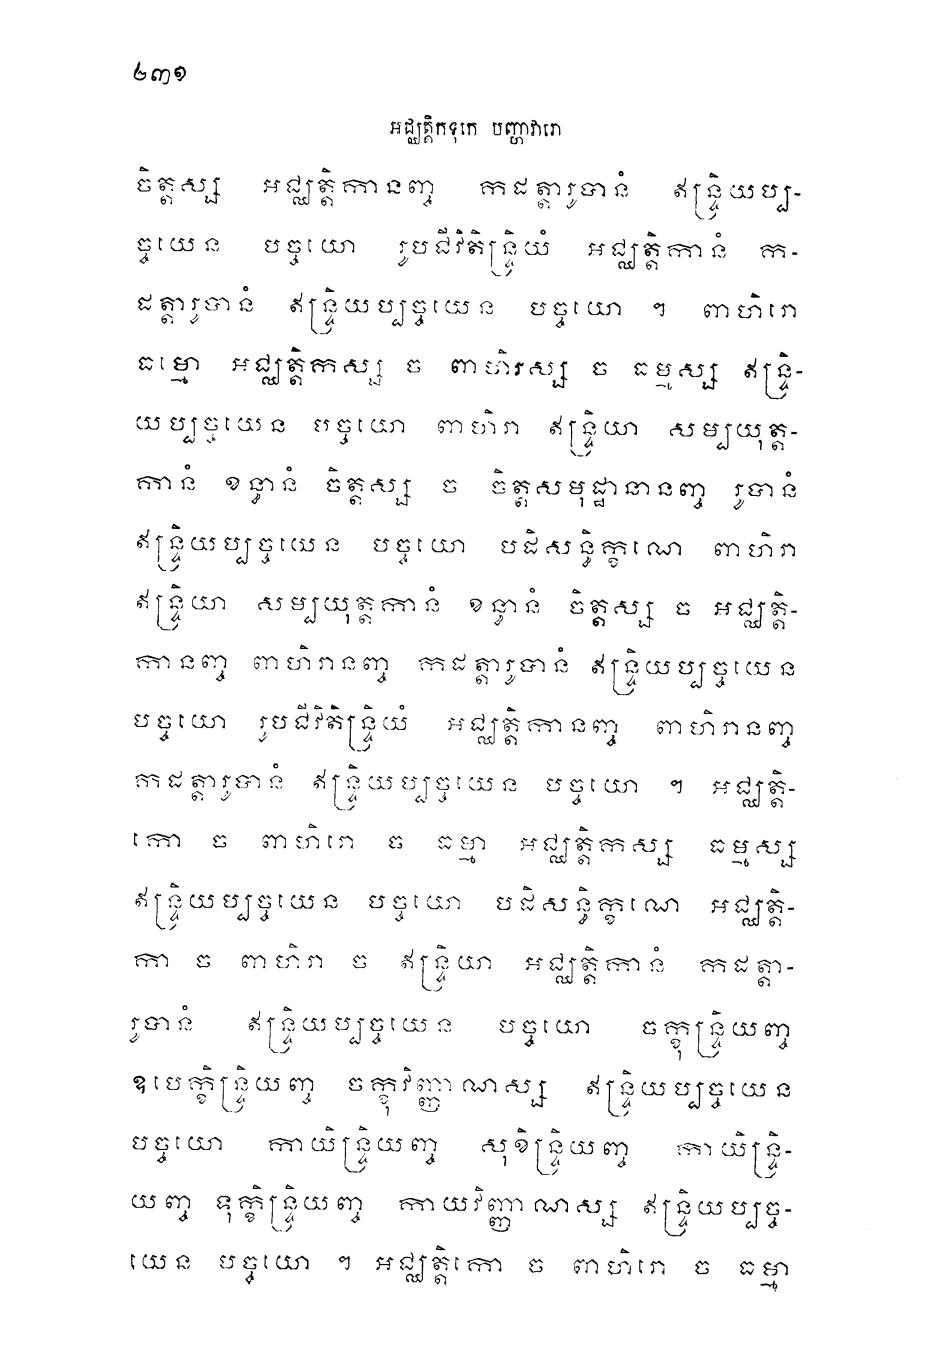 ២៣១
អជ្ឈត្តិកទុកេ បញ្ហាវារោ
ចិត្តស្ស អជ្ឈត្តិកានញ្ច កដត្តារូបានំ ឥន្ទ្រិយប្ប-
ច្ចយេន បច្ចយោ រូបជីវិតិន្ទ្រិយំ អជ្ឈត្តិកានំ ក-
ដត្តារូបានំ ឥន្ទ្រិយប្បច្ចយេន បច្ចយោ ។ ពាហិរោ
ធម្មោ អជ្ឈត្តិកស្ស ច ពាហិរស្ស ច ធម្មស្ស ឥន្ទ្រិ-
យប្បច្ចយេន បច្ចយោ ពាហិរា ឥន្ទ្រិយា សម្បយុត្ត-
កានំ ខន្ធានំ ចិត្តស្ស ច ចិត្តសមុដ្ឋានានញ្ច រូបានំ
ឥន្ទ្រិយប្បច្ចយេន បច្ចយោ បដិសន្ធិក្ខណេ ពាហិរា
ឥន្ទ្រិយា សម្បយុត្តកានំ ខន្ធានំ ចិត្តស្ស ច អជ្ឈត្តិ-
កានញ្ច ពាហិរានញ្ច កដត្តារូបានំ ឥន្ទ្រិយប្បច្ចយេន
បច្ចយោ រូបជីវិតិន្ទ្រិយំ អជ្ឈត្តិកានញ្ច ពាហិរានញ្ច
កដត្តារូបានំ ឥន្ទ្រិយប្បច្ចយេន បច្ចយោ ។ អជ្ឈត្តិ-
កោ ច ពាហិរោ ច ធម្មា អជ្ឈត្តិកស្ស ធម្មស្ស
ឥន្ទ្រិយប្បច្ចយេន បច្ចយោ បដិសន្ធិក្ខណេ អជ្ឈត្តិ-
កា ច ពាហិរា ច ឥន្ទ្រិយា អជ្ឈត្តិកានំ កដត្តា-
រូបានំ ឥន្ទ្រិយប្បច្ចយេន បច្ចយោ ចក្ខុន្ទ្រិយញ្ច
ឧបេក្ខិន្ទ្រិយញ្ច ចក្ខុវិញ្ញាណស្ស ឥន្ទ្រិយប្បច្ចយេន
បច្ចយោ កាយិន្ទ្រិយញ្ច សុខិន្ទ្រិយញ្ច កាយិន្ទ្រិ-
យញ្ច ទុក្ខិន្ទ្រិយញ្ច កាយវិញ្ញាណស្ស ឥន្ទ្រិយប្បច្ច-
យេន បច្ចយោ ។ អជ្ឈត្តិកោ ច ពាហិរោ ច ធម្មា